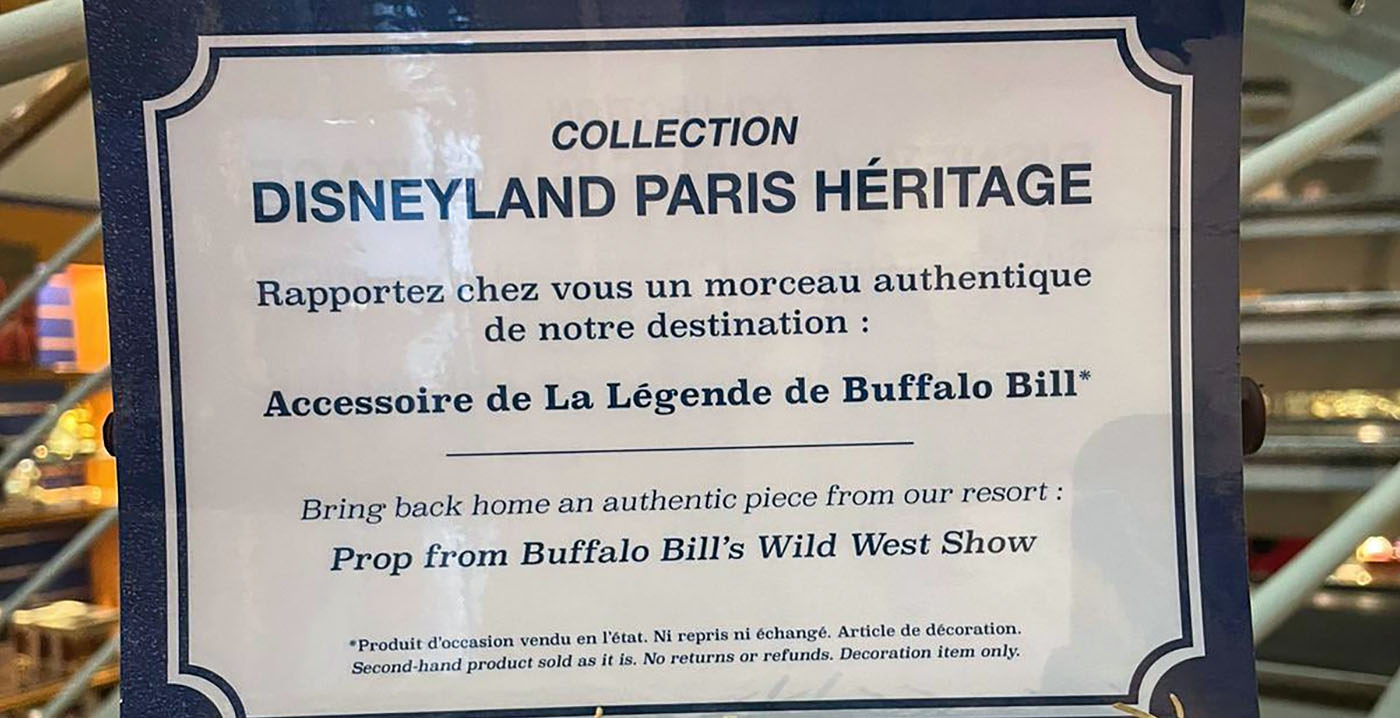 COLLECTION
DISNEYLAND PARIS HÉRITAGE
Rapportez chez vous un morceau authentique
de notre destination :
Accessoire de La Légende de Buffalo Bill*
Bring back home an authentic piece from our resort :
Prop from Buffalo Bill's Wild West Show
*Produit d'occasion vendu en l'état. Ni repris ni échangé. Article de décoration.
Second-hand product sold as it is. No returns or refunds. Decoration item only.